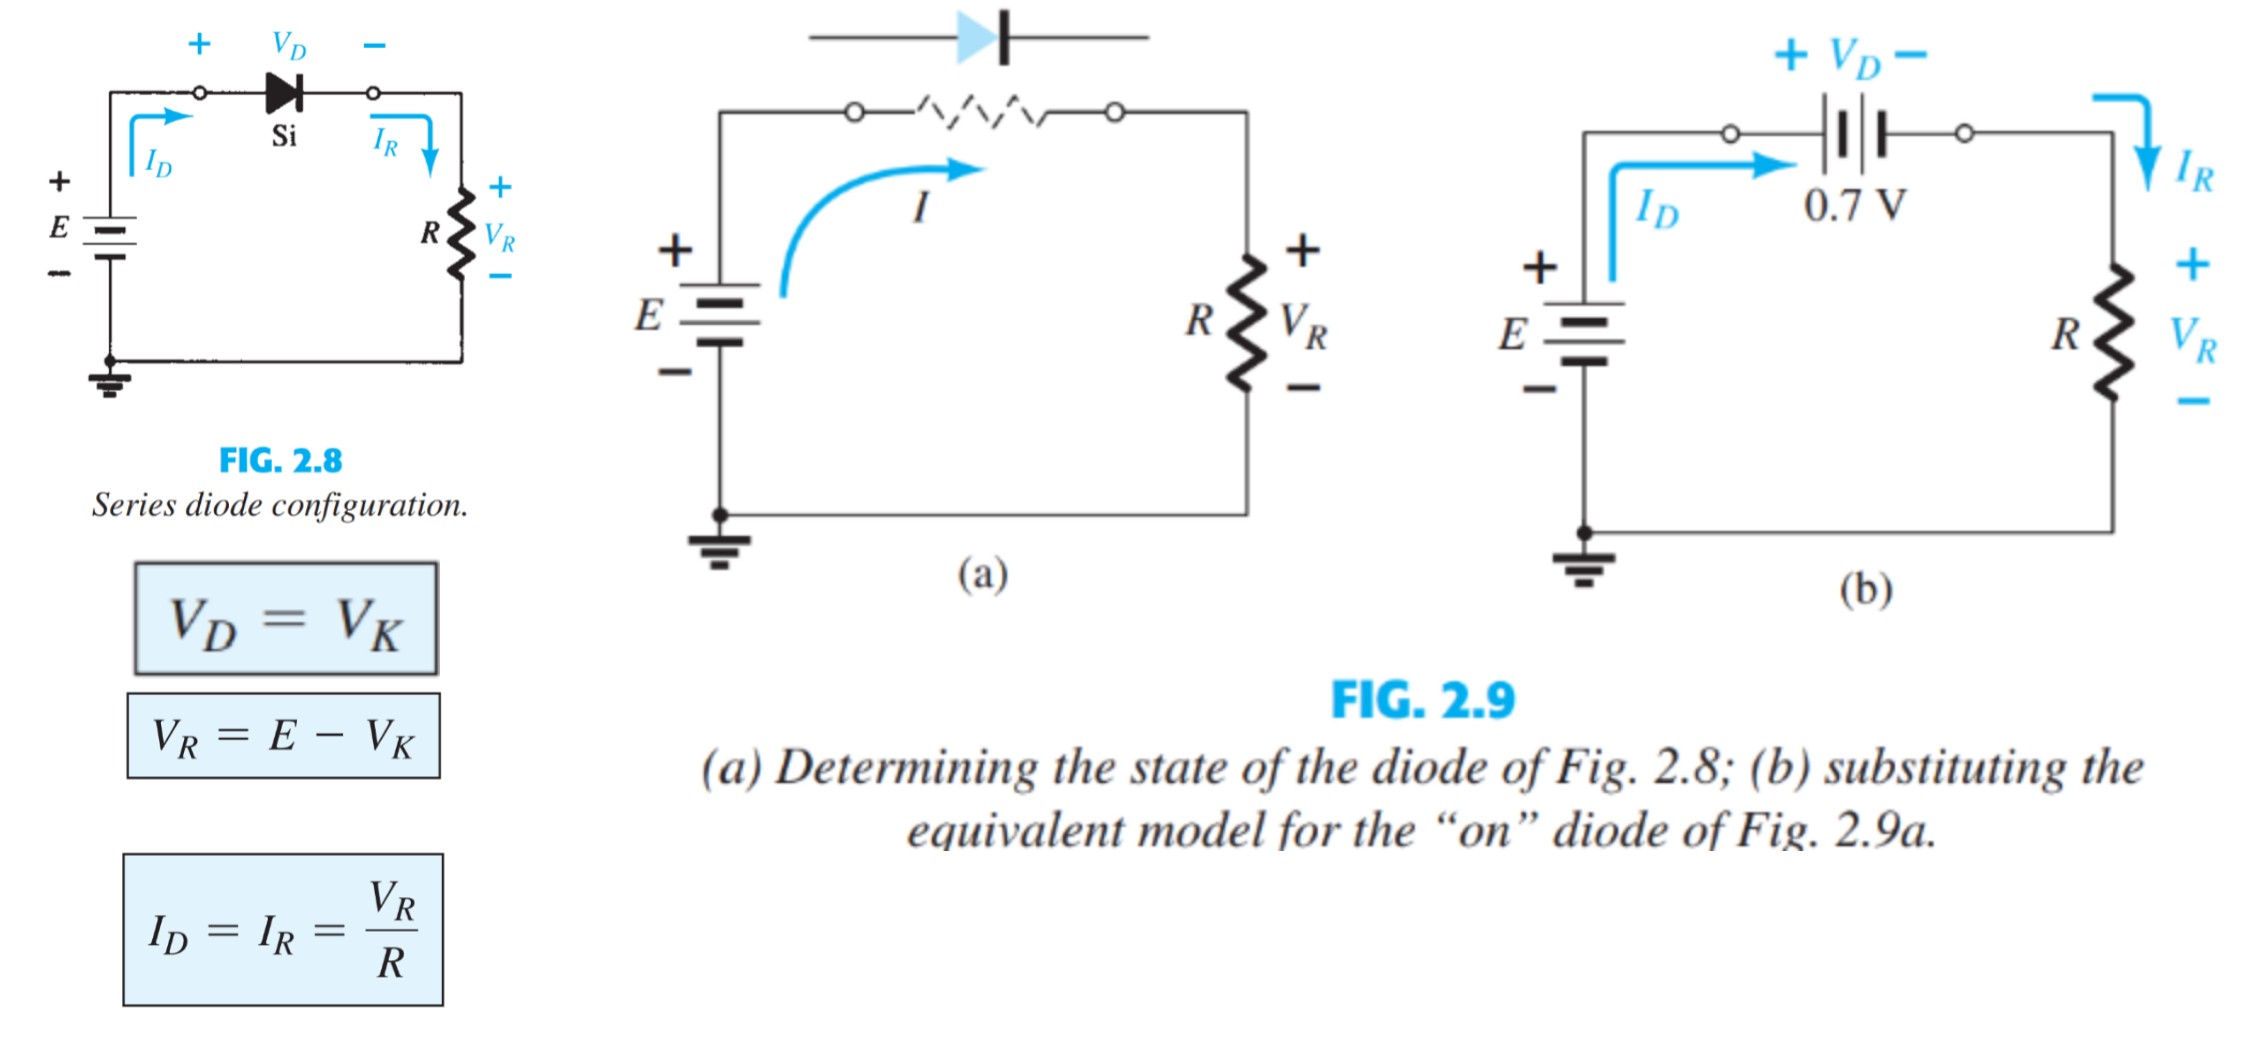 + V_D −
Si
I_D
I_R
+
E
−
R
+
V_R
−
FIG. 2.8
Series diode configuration.
V_D = V_K
V_R = E − V_K
I_D = I_R = V_R / R
I
+
E
−
R
+
V_R
−
(a)
+ V_D −
0.7 V
I_D
I_R
+
E
−
R
+
V_R
−
(b)
FIG. 2.9
(a) Determining the state of the diode of Fig. 2.8; (b) substituting the
equivalent model for the “on” diode of Fig. 2.9a.